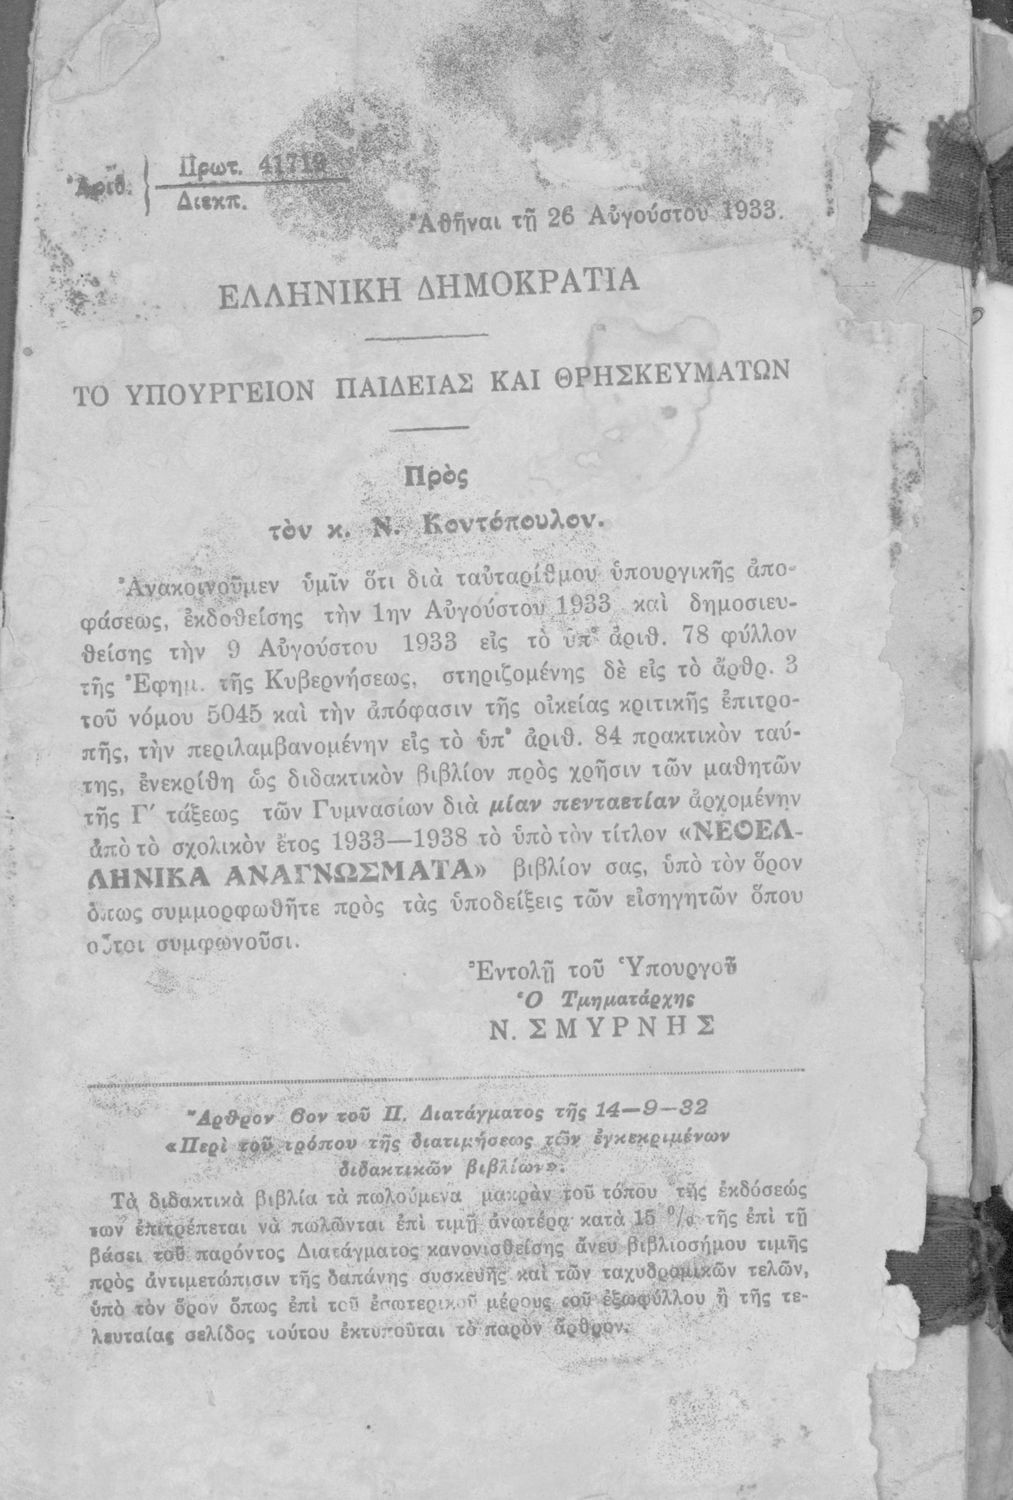 Ἀριθ. Πρωτ. 41719
Διεκπ.
Ἀθῆναι τῇ 26 Αὐγούστου 1933.
ΕΛΛΗΝΙΚΗ ΔΗΜΟΚΡΑΤΙΑ
ΤΟ ΥΠΟΥΡΓΕΙΟΝ ΠΑΙΔΕΙΑΣ ΚΑΙ ΘΡΗΣΚΕΥΜΑΤΩΝ
Πρὸς
τὸν κ. Ν. Κοντόπουλον.
Ἀνακοινοῦμεν ὑμῖν ὅτι διὰ ταὐταρίθμου ὑπουργικῆς ἀπο-
φάσεως, ἐκδοθείσης τὴν 1ην Αὐγούστου 1933 καὶ δημοσιευ-
θείσης τὴν 9 Αὐγούστου 1933 εἰς τὸ ὑπ' ἀριθ. 78 φύλλον
τῆς Ἐφημ. τῆς Κυβερνήσεως, στηριζομένης δὲ εἰς τὸ ἄρθρ. 3
τοῦ νόμου 5045 καὶ τὴν ἀπόφασιν τῆς οἰκείας κριτικῆς ἐπιτρο-
πῆς, τὴν περιλαμβανομένην εἰς τὸ ὑπ' ἀριθ. 84 πρακτικὸν ταύ-
της, ἐνεκρίθη ὡς διδακτικὸν βιβλίον πρὸς χρῆσιν τῶν μαθητῶν
τῆς Γ′ τάξεως τῶν Γυμνασίων διὰ μίαν πενταετίαν ἀρχομένην
ἀπὸ τὸ σχολικὸν ἔτος 1933—1938 τὸ ὑπὸ τὸν τίτλον «ΝΕΟΕΛ-
ΛΗΝΙΚΑ ΑΝΑΓΝΩΣΜΑΤΑ» βιβλίον σας, ὑπὸ τὸν ὅρον
ὅπως συμμορφωθῆτε πρὸς τὰς ὑποδείξεις τῶν εἰσηγητῶν ὅπου
οὗτοι συμφωνοῦσι.
Ἐντολῇ τοῦ Ὑπουργοῦ
Ὁ Τμηματάρχης
Ν. ΣΜΥΡΝΗΣ
Ἄρθρον 6ον τοῦ Π. Διατάγματος τῆς 14—9—32
«Περὶ τοῦ τρόπου τῆς διατιμήσεως τῶν ἐγκεκριμένων
διδακτικῶν βιβλίων».
Τὰ διδακτικὰ βιβλία τὰ πωλούμενα μακρὰν τοῦ τόπου τῆς ἐκδόσεώς
των ἐπιτρέπεται νὰ πωλῶνται ἐπὶ τιμῇ ἀνωτέρᾳ κατὰ 15 % τῆς ἐπὶ τῇ
βάσει τοῦ παρόντος Διατάγματος κανονισθείσης ἄνευ βιβλιοσήμου τιμῆς
πρὸς ἀντιμετώπισιν τῆς δαπάνης συσκευῆς καὶ τῶν ταχυδρομικῶν τελῶν,
ὑπὸ τὸν ὅρον ὅπως ἐπὶ τοῦ ἐσωτερικοῦ μέρους τοῦ ἐξωφύλλου ἢ τῆς τε-
λευταίας σελίδος τούτου ἐκτυποῦται τὸ παρὸν ἄρθρον.